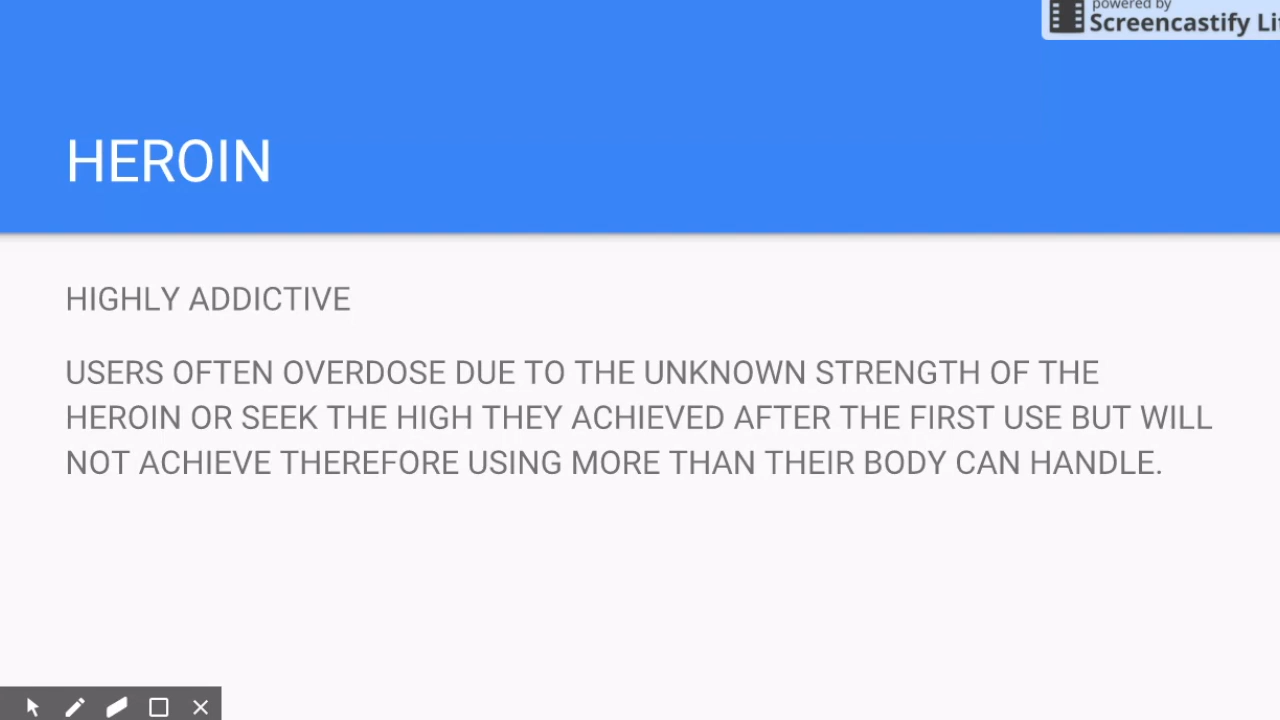 powered by
Screencastify Li
HEROIN
HIGHLY ADDICTIVE
USERS OFTEN OVERDOSE DUE TO THE UNKNOWN STRENGTH OF THE
HEROIN OR SEEK THE HIGH THEY ACHIEVED AFTER THE FIRST USE BUT WILL
NOT ACHIEVE THEREFORE USING MORE THAN THEIR BODY CAN HANDLE.